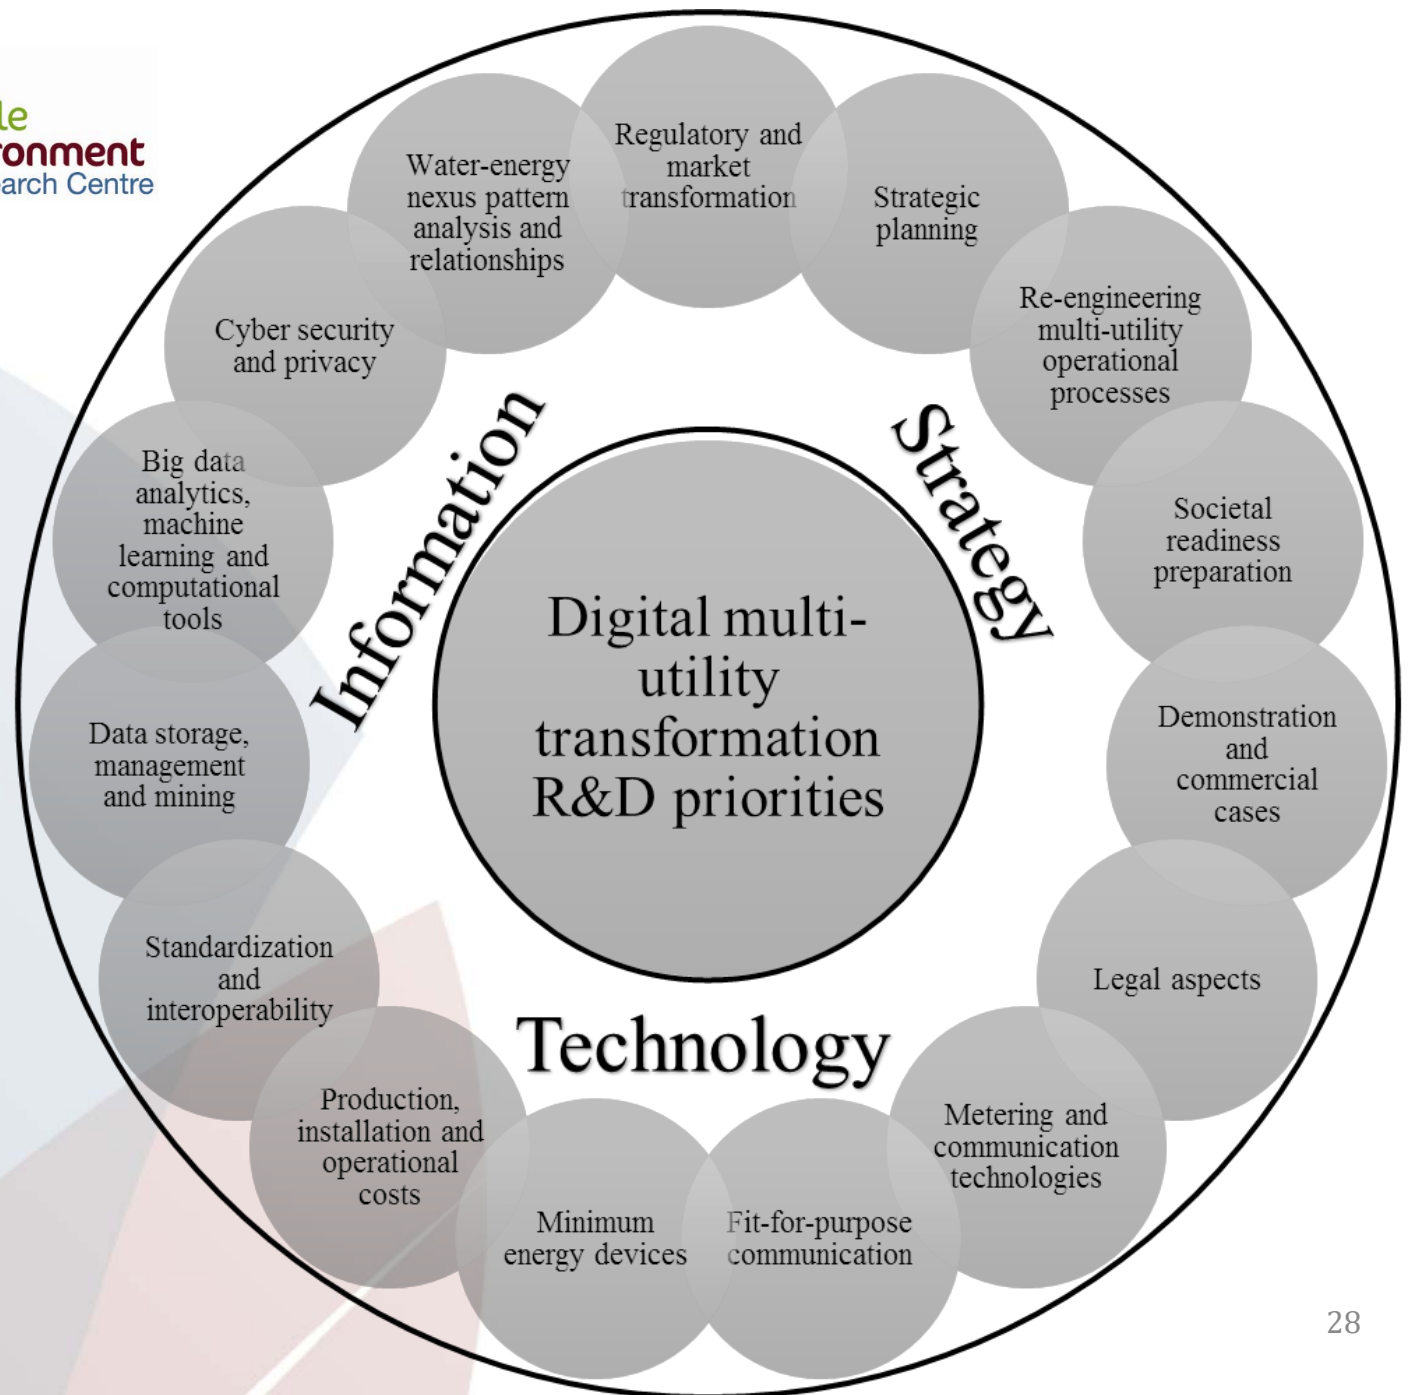 le
ronment
arch Centre
Regulatory and
market
transformation
Strategic
planning
Re-engineering
multi-utility
operational
processes
Societal
readiness
preparation
Demonstration
and
commercial
cases
Legal aspects
Metering and
communication
technologies
Fit-for-purpose
communication
Minimum
energy devices
Production,
installation and
operational
costs
Standardization
and
interoperability
Data storage,
management
and mining
Big data
analytics,
machine
learning and
computational
tools
Cyber security
and privacy
Water-energy
nexus pattern
analysis and
relationships
Information
Strategy
Technology
Digital multi-
utility
transformation
R&D priorities
28